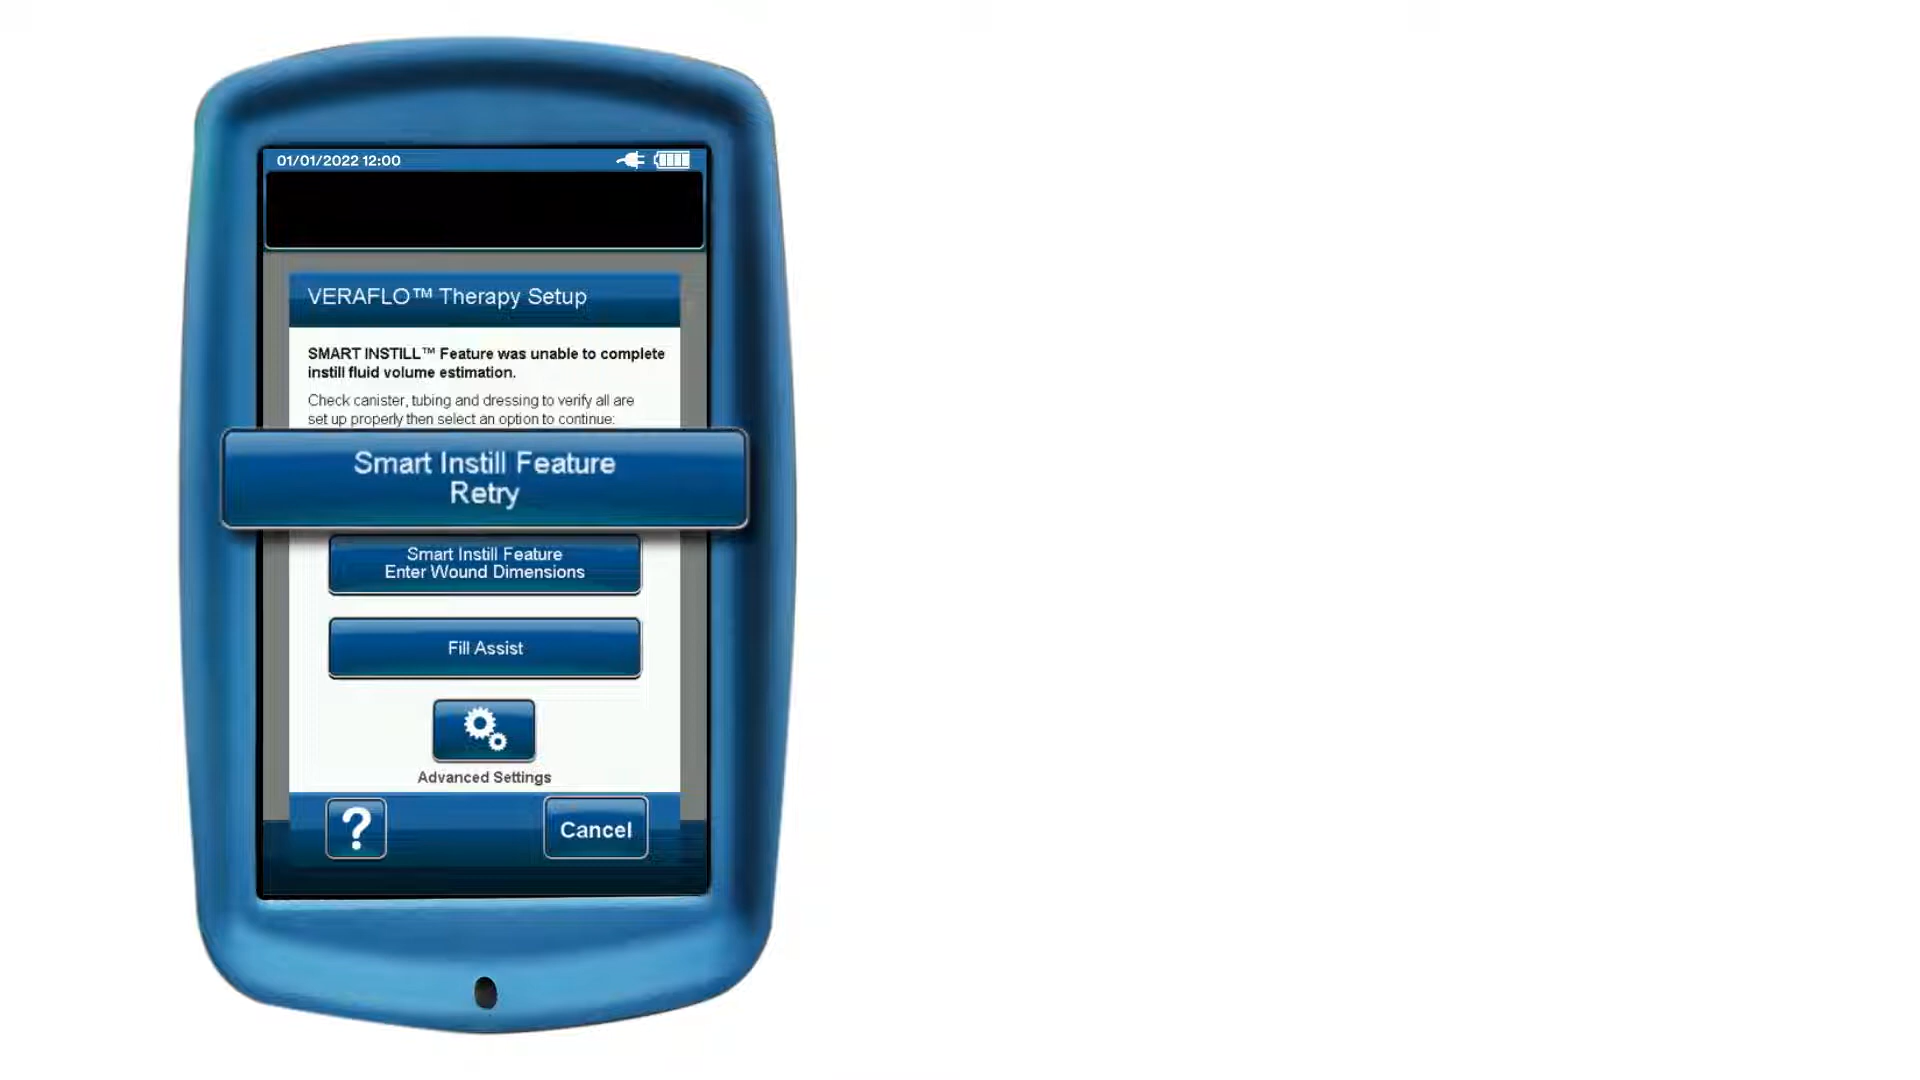 01/01/2022 12:00
VERAFLO™ Therapy Setup
SMART INSTILL™ Feature was unable to complete
instill fluid volume estimation.
Check canister, tubing and dressing to verify all are
set up properly then select an option to continue:
Smart Instill Feature
Retry
Smart Instill Feature
Enter Wound Dimensions
Fill Assist
Advanced Settings
?
Cancel